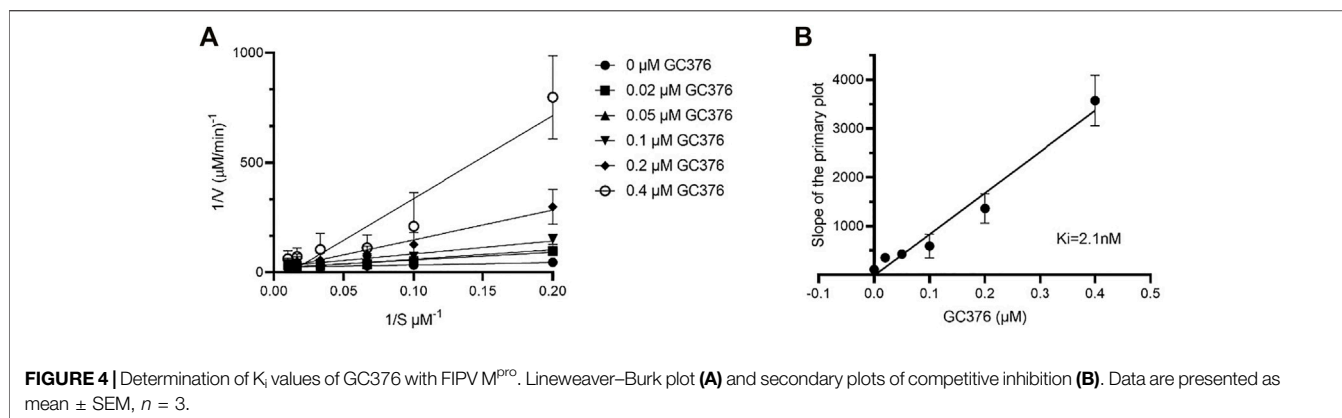 A
1000
500
0
0.00
0.05
0.10
0.15
0.20
1/V (μM/min)⁻¹
1/S μM⁻¹
0 μM GC376
0.02 μM GC376
0.05 μM GC376
0.1 μM GC376
0.2 μM GC376
0.4 μM GC376
B
Slope of the primary plot
4000
3000
2000
1000
-0.1
0.0
0.1
0.2
0.3
0.4
0.5
GC376 (μM)
Ki=2.1nM
FIGURE 4 | Determination of Kᵢ values of GC376 with FIPV Mᵖʳᵒ. Lineweaver–Burk plot (A) and secondary plots of competitive inhibition (B). Data are presented as
mean ± SEM, n = 3.